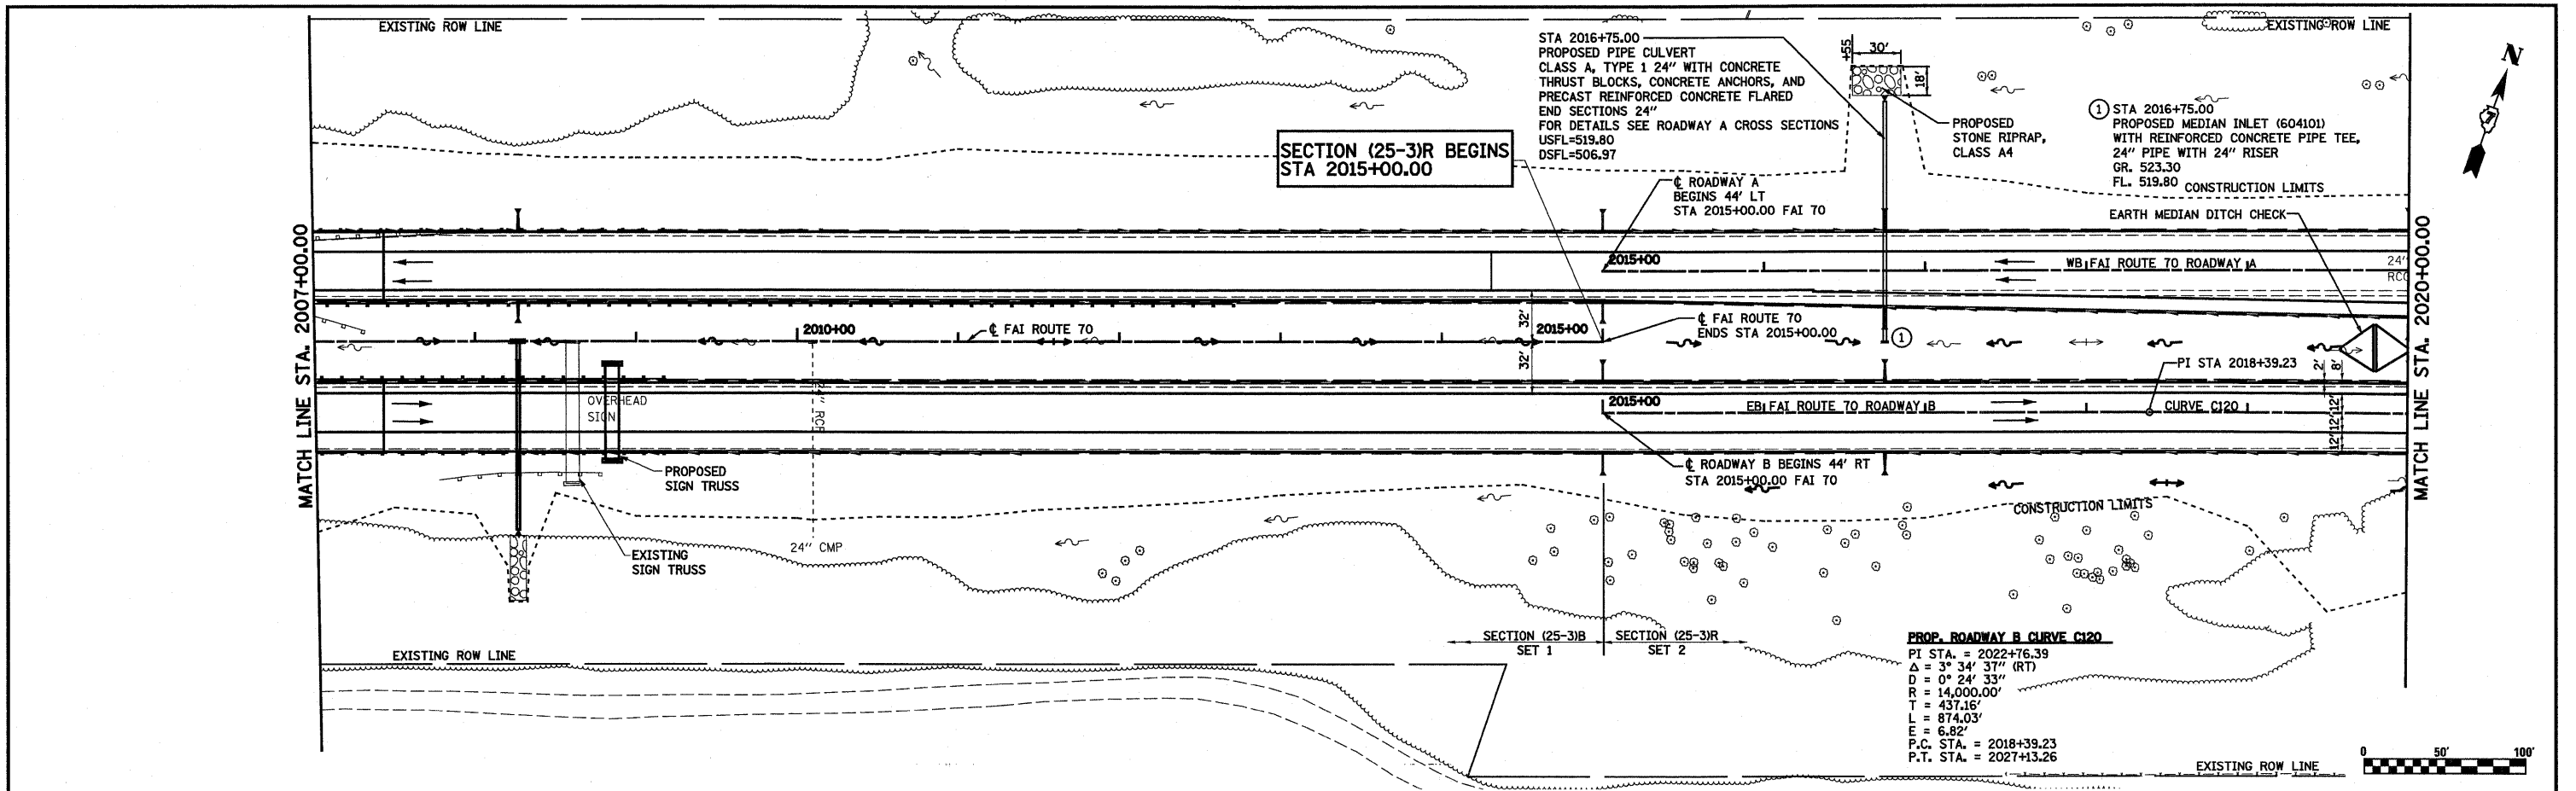 EXISTING ROW LINE
EXISTING ROW LINE
STA 2016+75.00
PROPOSED PIPE CULVERT
CLASS A, TYPE 1 24" WITH CONCRETE
THRUST BLOCKS, CONCRETE ANCHORS, AND
PRECAST REINFORCED CONCRETE FLARED
END SECTIONS 24"
FOR DETAILS SEE ROADWAY A CROSS SECTIONS
USFL=519.80
DSFL=506.97
+55
30'
18'
PROPOSED
STONE RIPRAP,
CLASS A4
1 STA 2016+75.00
PROPOSED MEDIAN INLET (604101)
WITH REINFORCED CONCRETE PIPE TEE,
24" PIPE WITH 24" RISER
GR. 523.30
FL. 519.80
CONSTRUCTION LIMITS
N
SECTION (25-3)R BEGINS
STA 2015+00.00
℄ ROADWAY A
BEGINS 44' LT
STA 2015+00.00 FAI 70
EARTH MEDIAN DITCH CHECK
MATCH LINE STA. 2007+00.00
MATCH LINE STA. 2020+00.00
2015+00
WB FAI ROUTE 70 ROADWAY A
24"
2010+00
℄ FAI ROUTE 70
32'
32'
2015+00
℄ FAI ROUTE 70
ENDS STA 2015+00.00
1
PI STA 2018+39.23
2'
8'
OVERHEAD
SIGN
24" RCP
2015+00
EB FAI ROUTE 70 ROADWAY B
CURVE C120
12'
12'
12'
PROPOSED
SIGN TRUSS
℄ ROADWAY B BEGINS 44' RT
STA 2015+00.00 FAI 70
CONSTRUCTION LIMITS
EXISTING
SIGN TRUSS
24" CMP
SECTION (25-3)B
SET 1
SECTION (25-3)R
SET 2
EXISTING ROW LINE
PROP. ROADWAY B CURVE C120
PI STA. = 2022+76.39
Δ = 3° 34' 37" (RT)
D = 0° 24' 33"
R = 14,000.00'
T = 437.16'
L = 874.03'
E = 6.82'
P.C. STA. = 2018+39.23
P.T. STA. = 2027+13.26
EXISTING ROW LINE
0 50' 100'